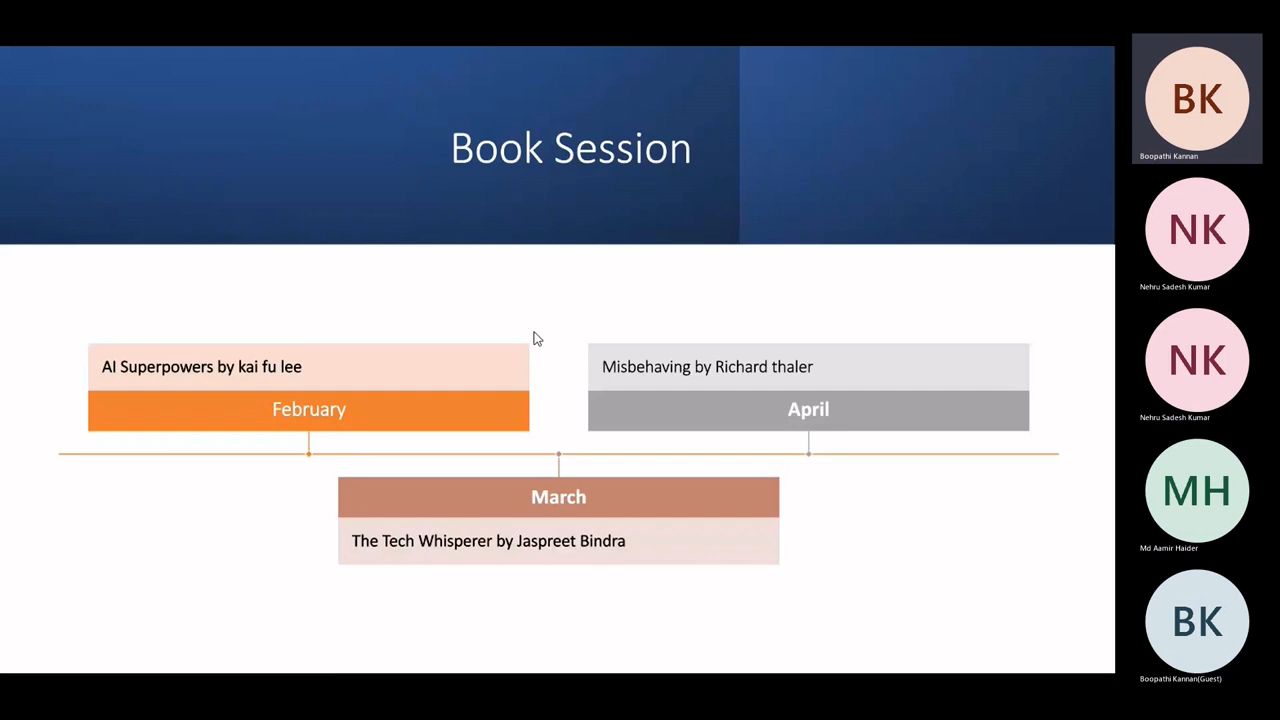 Book Session
AI Superpowers by kai fu lee
February
Misbehaving by Richard thaler
April
March
The Tech Whisperer by Jaspreet Bindra
BK
Boopathi Kannan
NK
Nehru Sadesh Kumar
NK
Nehru Sadesh Kumar
MH
Md Aamir Haider
BK
Boopathi Kannan(Guest)